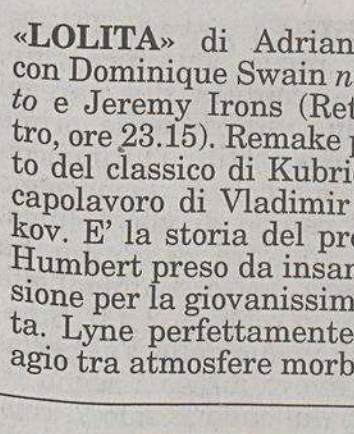 «LOLITA» di Adrian
con Dominique Swain n
to e Jeremy Irons (Ret
tro, ore 23.15). Remake p
to del classico di Kubri
capolavoro di Vladimir
kov. E' la storia del pro
Humbert preso da insan
sione per la giovanissim
ta. Lyne perfettamente
agio tra atmosfere morb